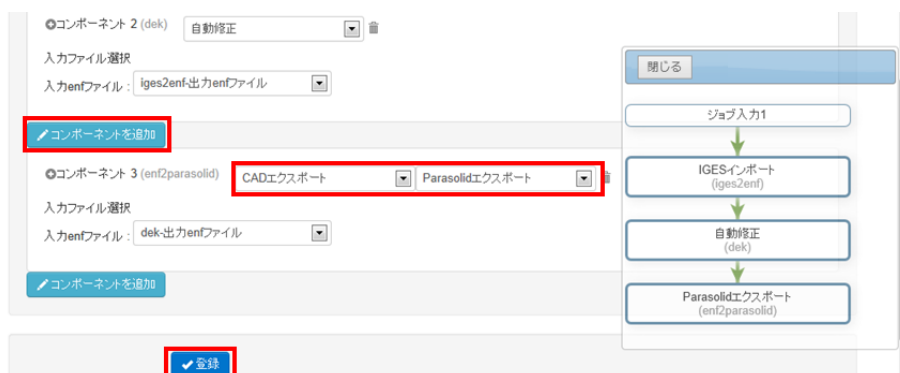 コンポーネント 2 (dek) 自動修正
入力ファイル選択
入力enfファイル : iges2enf-出力enfファイル
コンポーネントを追加
コンポーネント 3 (enf2parasolid) CADエクスポート Parasolidエクスポート
入力ファイル選択
入力enfファイル : dek-出力enfファイル
コンポーネントを追加
登録
閉じる
ジョブ入力1
IGESインポート
(iges2enf)
自動修正
(dek)
Parasolidエクスポート
(enf2parasolid)